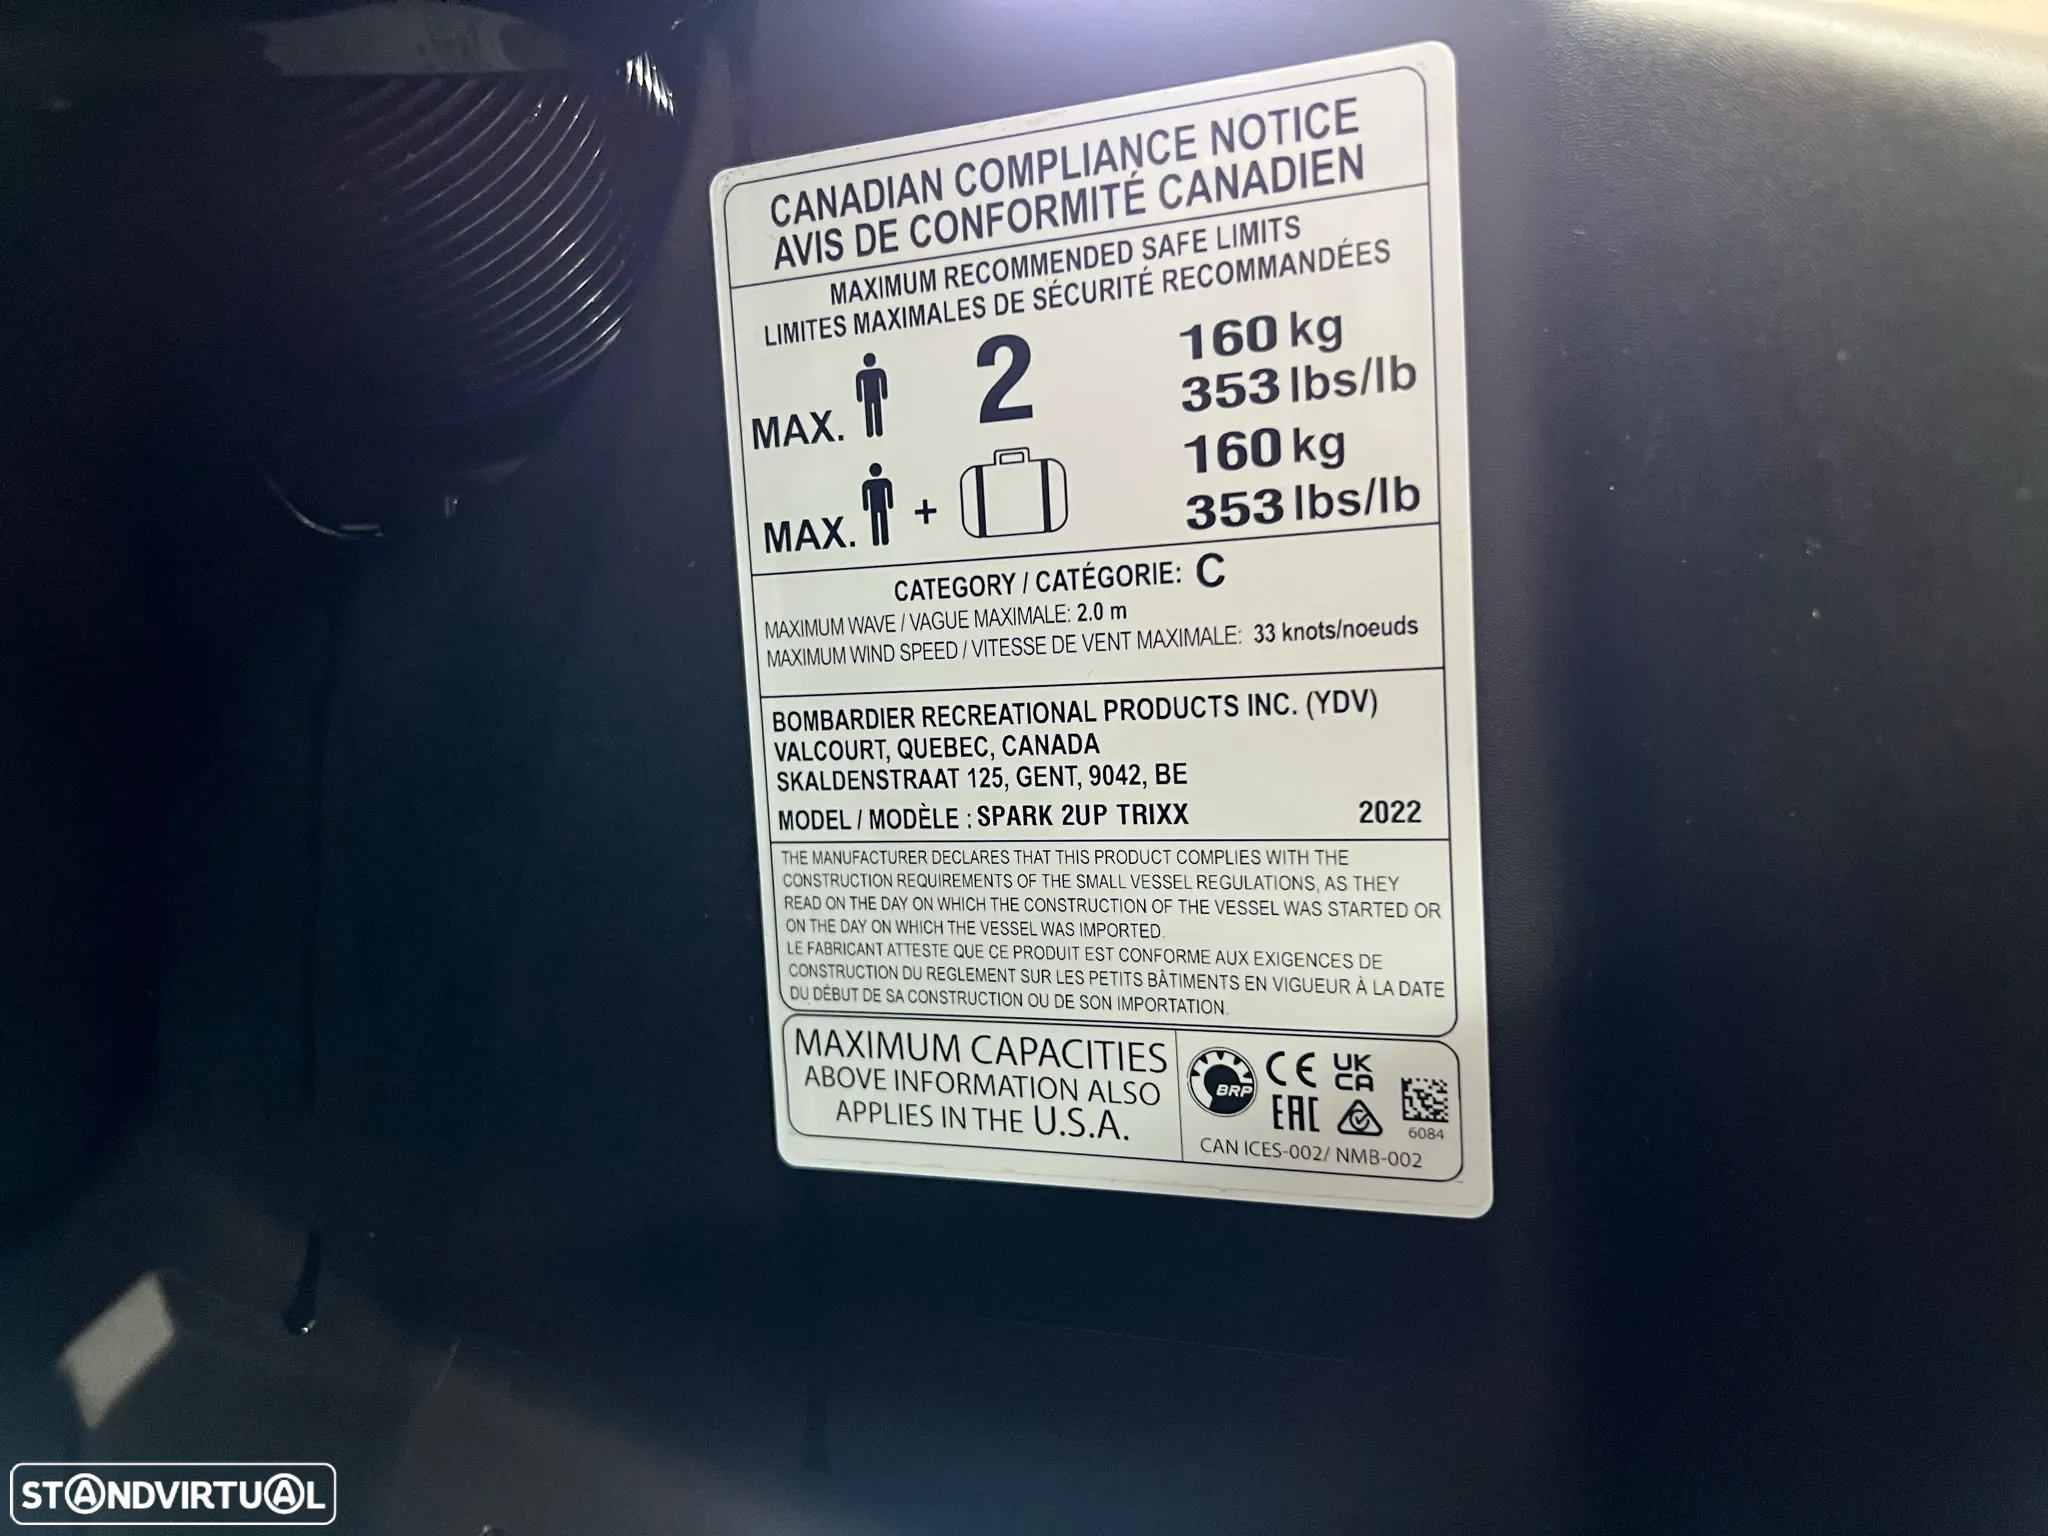 CANADIAN COMPLIANCE NOTICE
AVIS DE CONFORMITÉ CANADIEN
MAXIMUM RECOMMENDED SAFE LIMITS
LIMITES MAXIMALES DE SÉCURITÉ RECOMMANDÉES
MAX. 2 160 kg
353 lbs/lb
MAX. + 160 kg
353 lbs/lb
CATEGORY / CATÉGORIE: C
MAXIMUM WAVE / VAGUE MAXIMALE: 2.0 m
MAXIMUM WIND SPEED / VITESSE DE VENT MAXIMALE: 33 knots/noeuds
BOMBARDIER RECREATIONAL PRODUCTS INC. (YDV)
VALCOURT, QUEBEC, CANADA
SKALDENSTRAAT 125, GENT, 9042, BE
MODEL / MODÈLE : SPARK 2UP TRIXX 2022
THE MANUFACTURER DECLARES THAT THIS PRODUCT COMPLIES WITH THE
CONSTRUCTION REQUIREMENTS OF THE SMALL VESSEL REGULATIONS, AS THEY
READ ON THE DAY ON WHICH THE CONSTRUCTION OF THE VESSEL WAS STARTED OR
ON THE DAY ON WHICH THE VESSEL WAS IMPORTED.
LE FABRICANT ATTESTE QUE CE PRODUIT EST CONFORME AUX EXIGENCES DE
CONSTRUCTION DU REGLEMENT SUR LES PETITS BÂTIMENTS EN VIGUEUR À LA DATE
DU DÉBUT DE SA CONSTRUCTION OU DE SON IMPORTATION.
MAXIMUM CAPACITIES
ABOVE INFORMATION ALSO
APPLIES IN THE U.S.A.
BRP CE UK
CA
EAC
6084
CAN ICES-002/ NMB-002
STANDVIRTUAL